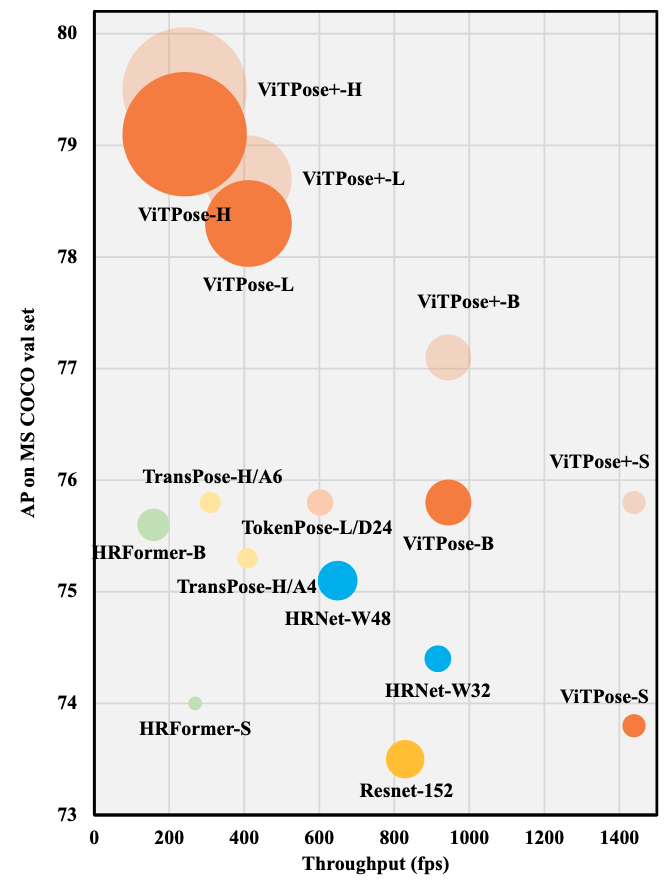 80
ViTPose+-H
79
ViTPose+-L
ViTPose-H
78
ViTPose-L
ViTPose+-B
77
AP on MS COCO val set
ViTPose+-S
76
TransPose-H/A6
TokenPose-L/D24
ViTPose-B
HRFormer-B
75
TransPose-H/A4
HRNet-W48
HRNet-W32
ViTPose-S
74
HRFormer-S
Resnet-152
73
0 200 400 600 800 1000 1200 1400
Throughput (fps)